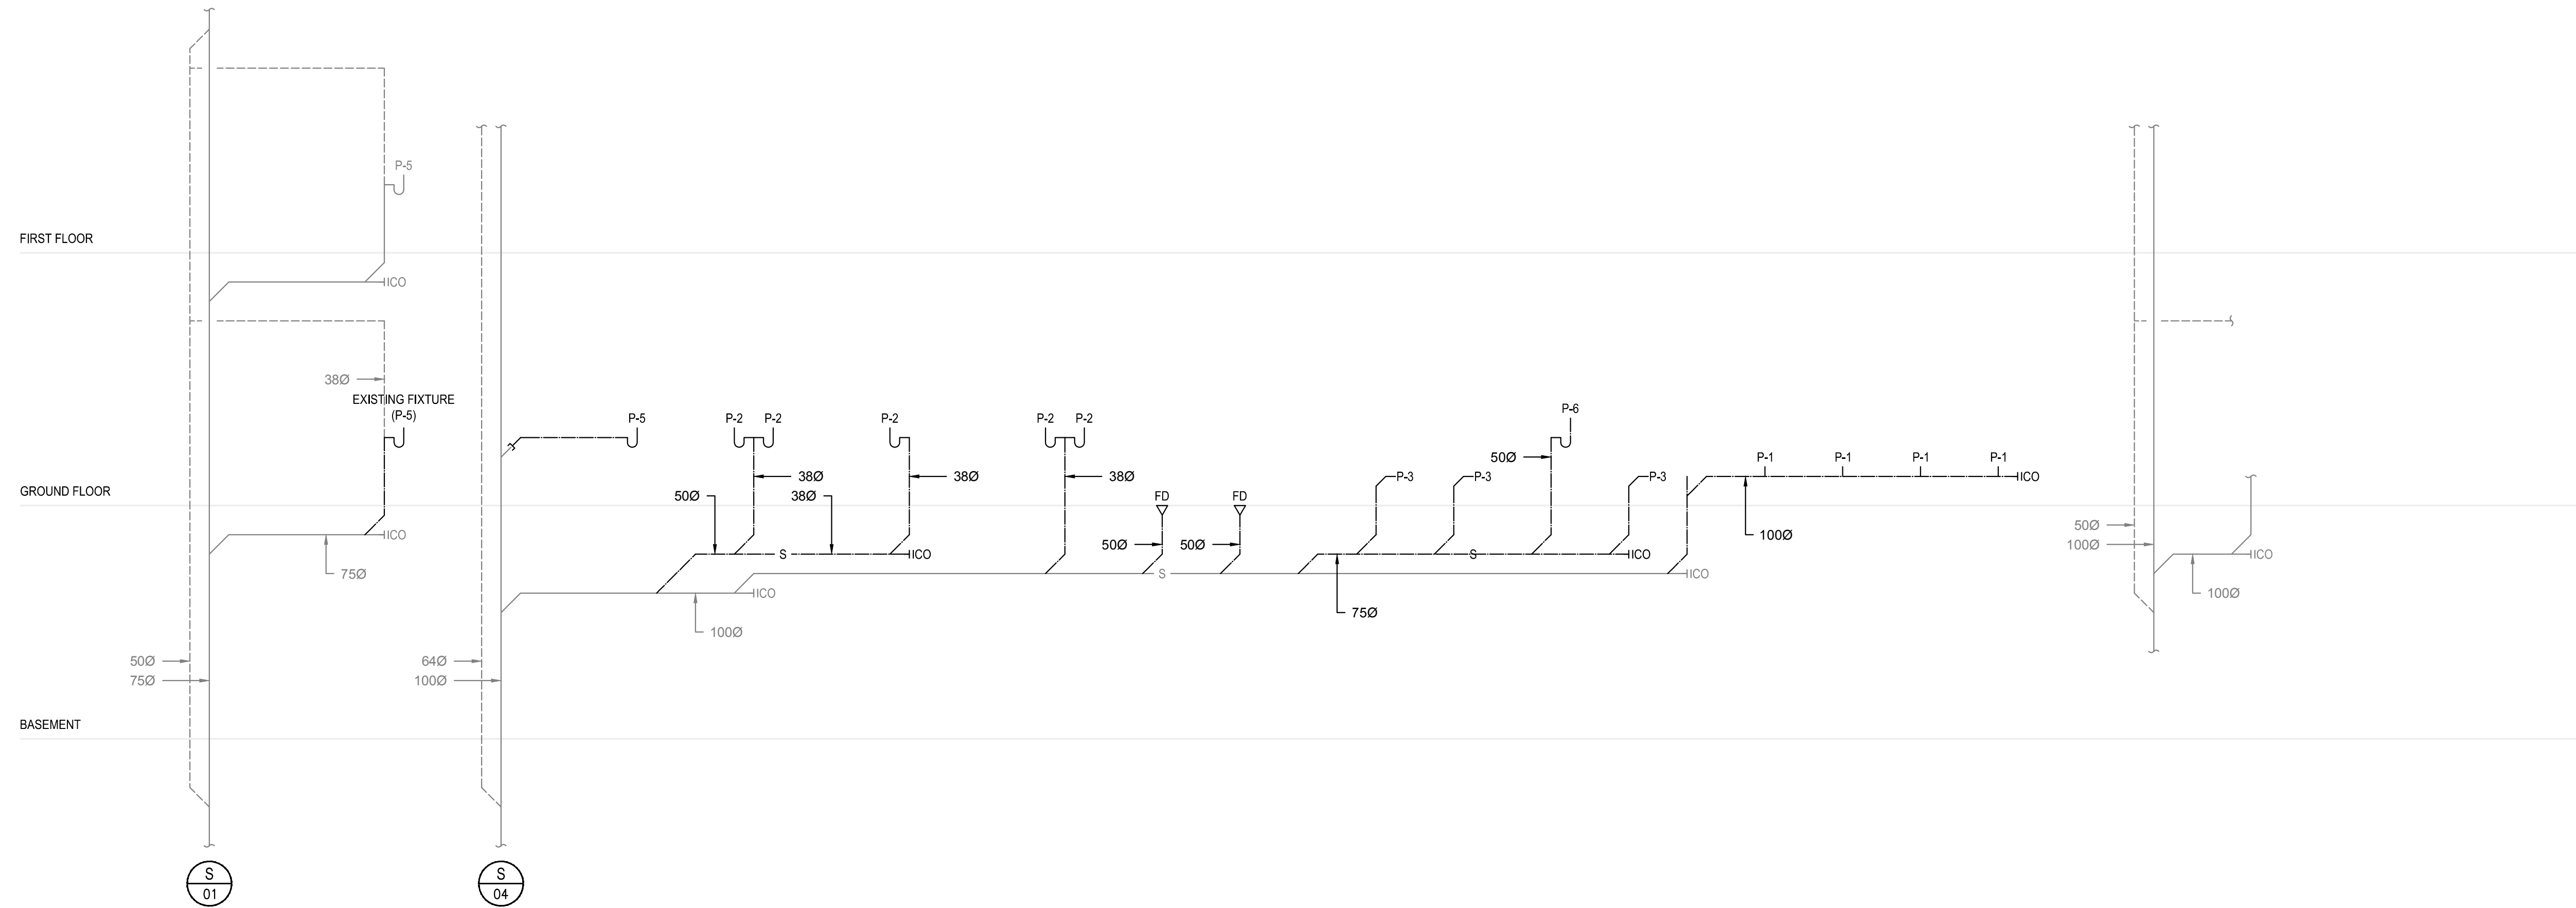 P-5
FIRST FLOOR
ICO
38Ø
EXISTING FIXTURE
(P-5)
P-5
P-2
P-2
P-2
P-2
P-2
P-6
50Ø
P-1
P-1
P-1
P-1
38Ø
38Ø
38Ø
P-3
P-3
P-3
ICO
GROUND FLOOR
50Ø
38Ø
FD
FD
50Ø
ICO
75Ø
50Ø
50Ø
100Ø
100Ø
S
ICO
S
ICO
ICO
S
ICO
ICO
100Ø
100Ø
75Ø
100Ø
50Ø
75Ø
64Ø
100Ø
BASEMENT
S
01
S
04